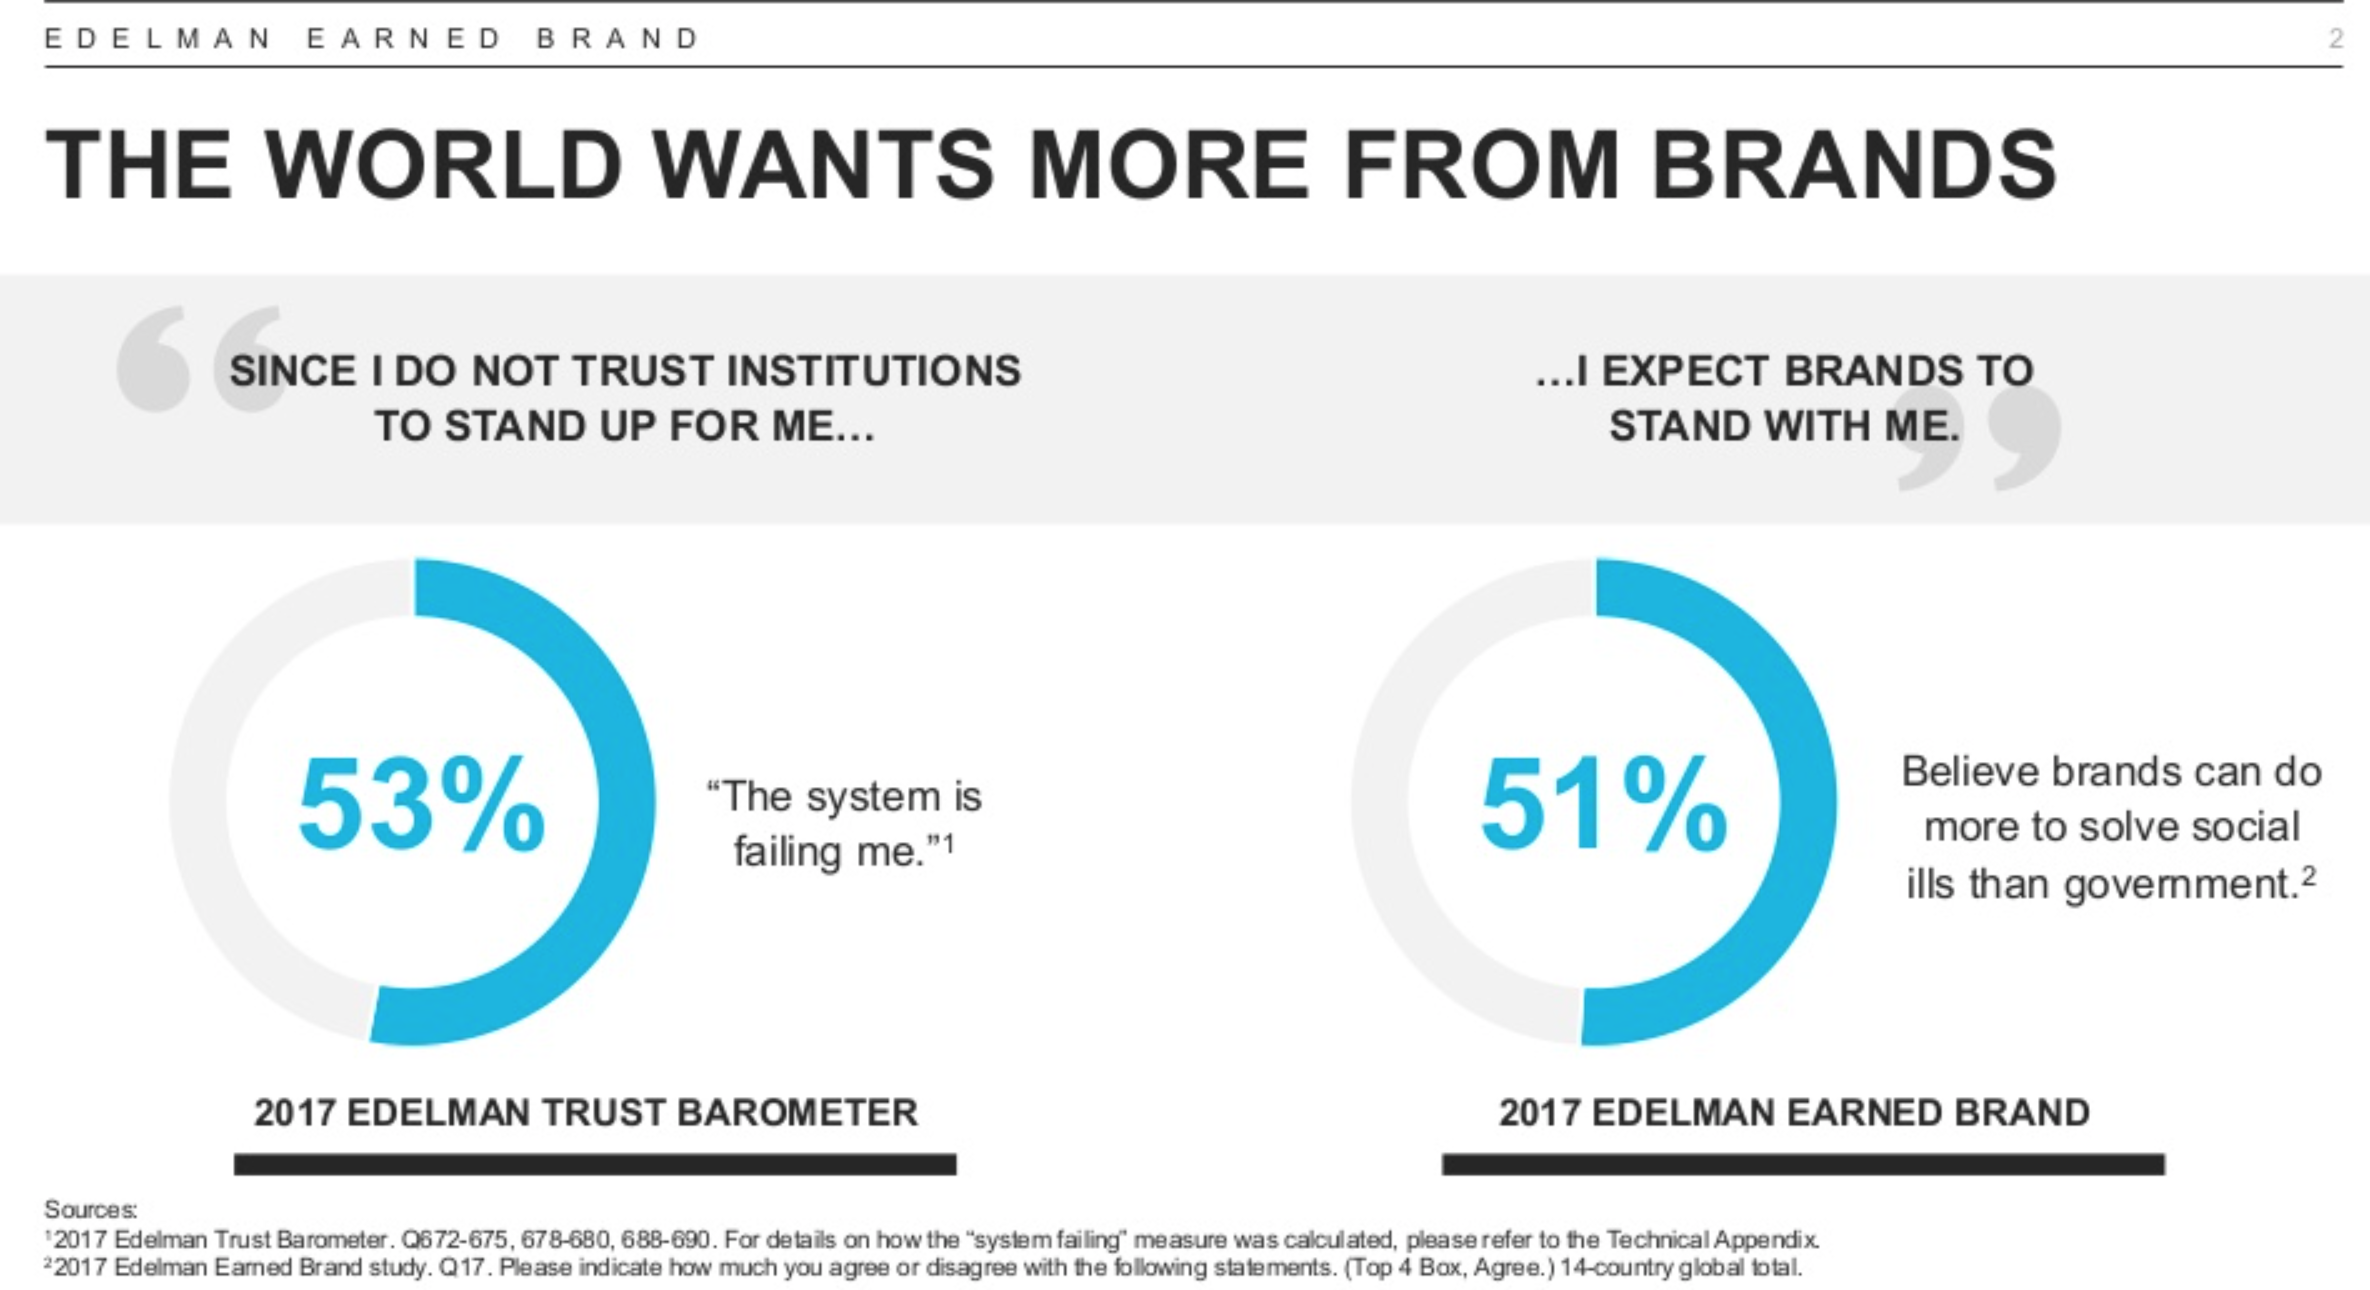 EDELMAN EARNED BRAND
2
THE WORLD WANTS MORE FROM BRANDS
“
SINCE I DO NOT TRUST INSTITUTIONS
TO STAND UP FOR ME…
…I EXPECT BRANDS TO
STAND WITH ME.
”
53%
“The system is
failing me.”¹
2017 EDELMAN TRUST BAROMETER
51%
Believe brands can do
more to solve social
ills than government.²
2017 EDELMAN EARNED BRAND
Sources:
¹2017 Edelman Trust Barometer. Q672-675, 678-680, 688-690. For details on how the “system failing” measure was calculated, please refer to the Technical Appendix.
²2017 Edelman Earned Brand study. Q17. Please indicate how much you agree or disagree with the following statements. (Top 4 Box, Agree.) 14-country global total.